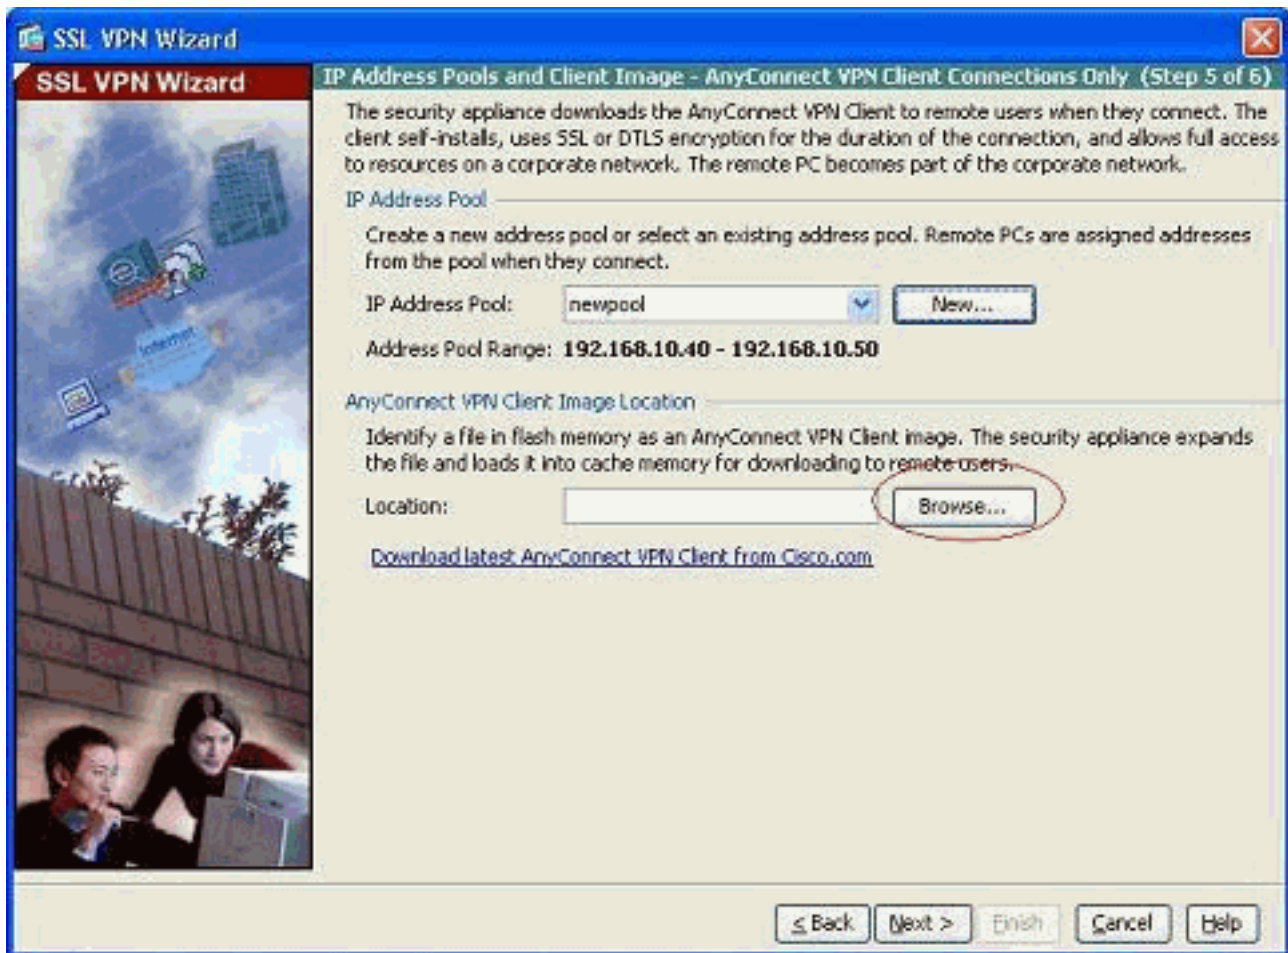 SSL VPN Wizard
SSL VPN Wizard
IP Address Pools and Client Image - AnyConnect VPN Client Connections Only (Step 5 of 6)
The security appliance downloads the AnyConnect VPN Client to remote users when they connect. The
client self-installs, uses SSL or DTLS encryption for the duration of the connection, and allows full access
to resources on a corporate network. The remote PC becomes part of the corporate network.
IP Address Pool
Create a new address pool or select an existing address pool. Remote PCs are assigned addresses
from the pool when they connect.
IP Address Pool: newpool New...
Address Pool Range: 192.168.10.40 - 192.168.10.50
AnyConnect VPN Client Image Location
Identify a file in flash memory as an AnyConnect VPN Client image. The security appliance expands
the file and loads it into cache memory for downloading to remote users.
Location: Browse...
Download latest AnyConnect VPN Client from Cisco.com
Internet
< Back Next > Finish Cancel Help